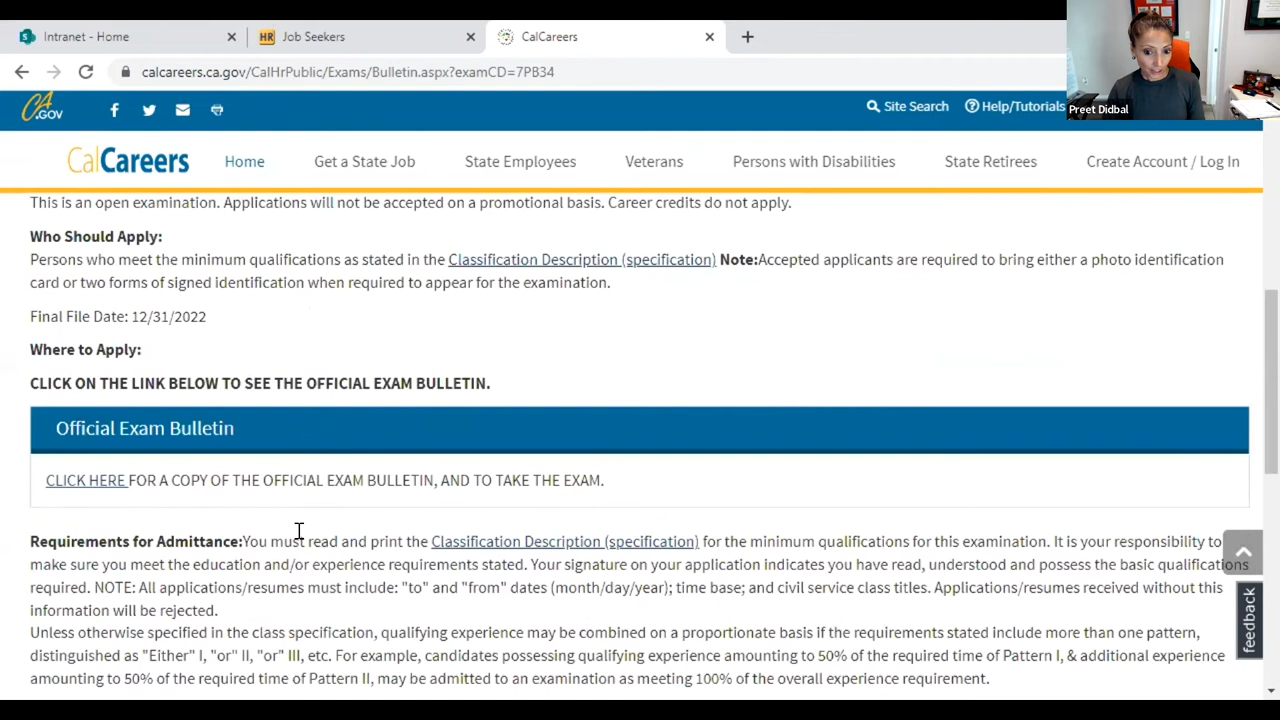 Intranet - Home
HR Job Seekers
CalCareers
calcareers.ca.gov/CalHrPublic/Exams/Bulletin.aspx?examCD=7PB34
Preet Didbal
CA.GOV
Site Search
Help/Tutorials
CalCareers
Home
Get a State Job
State Employees
Veterans
Persons with Disabilities
State Retirees
Create Account / Log In
This is an open examination. Applications will not be accepted on a promotional basis. Career credits do not apply.
Who Should Apply:
Persons who meet the minimum qualifications as stated in the Classification Description (specification) Note:Accepted applicants are required to bring either a photo identification
card or two forms of signed identification when required to appear for the examination.
Final File Date: 12/31/2022
Where to Apply:
CLICK ON THE LINK BELOW TO SEE THE OFFICIAL EXAM BULLETIN.
Official Exam Bulletin
CLICK HERE FOR A COPY OF THE OFFICIAL EXAM BULLETIN, AND TO TAKE THE EXAM.
Requirements for Admittance:You must read and print the Classification Description (specification) for the minimum qualifications for this examination. It is your responsibility to
make sure you meet the education and/or experience requirements stated. Your signature on your application indicates you have read, understood and possess the basic qualifications
required. NOTE: All applications/resumes must include: "to" and "from" dates (month/day/year); time base; and civil service class titles. Applications/resumes received without this
information will be rejected.
Unless otherwise specified in the class specification, qualifying experience may be combined on a proportionate basis if the requirements stated include more than one pattern,
distinguished as "Either" I, "or" II, "or" III, etc. For example, candidates possessing qualifying experience amounting to 50% of the required time of Pattern I, & additional experience
amounting to 50% of the required time of Pattern II, may be admitted to an examination as meeting 100% of the overall experience requirement.
feedback